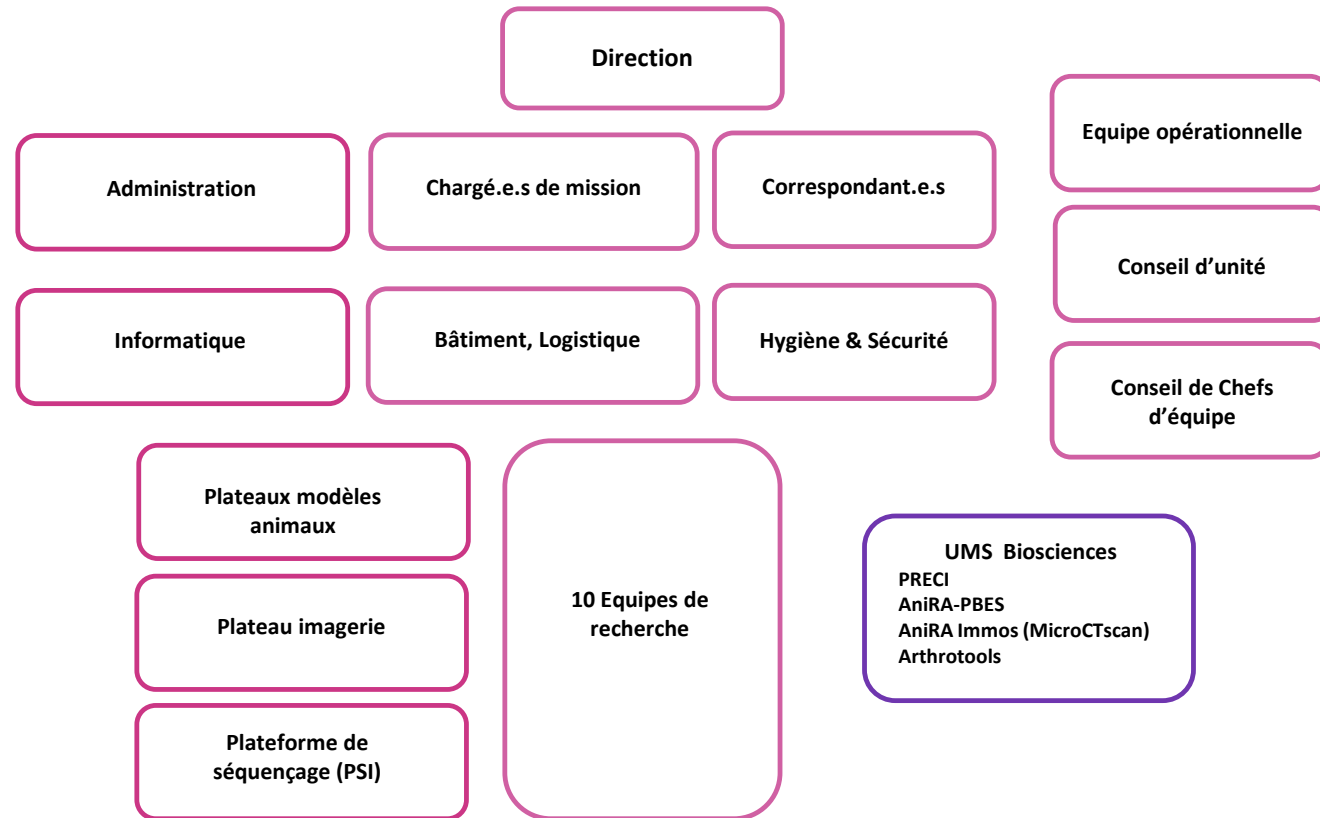 Direction
Equipe opérationnelle
Administration
Chargé.e.s de mission
Correspondant.e.s
Conseil d’unité
Informatique
Bâtiment, Logistique
Hygiène & Sécurité
Conseil de Chefs
d’équipe
Plateaux modèles
animaux
Plateau imagerie
Plateforme de
séquençage (PSI)
10 Equipes de
recherche
UMS  Biosciences
PRECI
AniRA-PBES
AniRA Immos (MicroCTscan)
Arthrotools